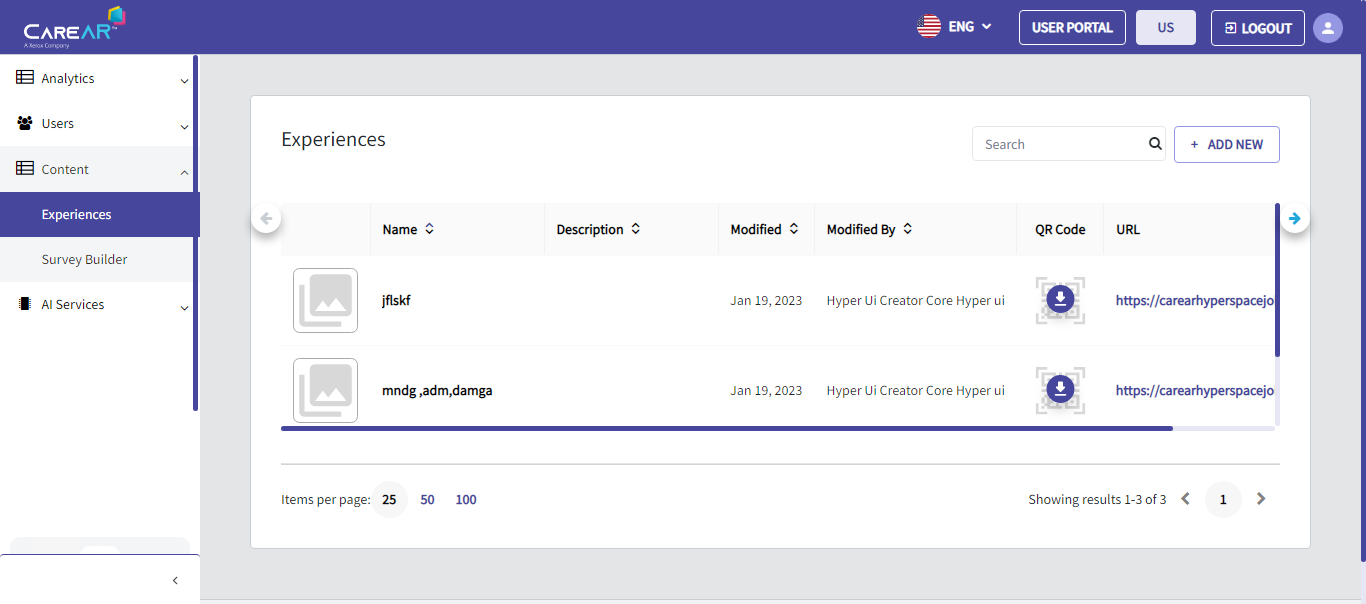 CAREAR™
A Xerox Company
ENG
USER PORTAL
US
LOGOUT
Analytics
Users
Content
Experiences
Survey Builder
AI Services
Experiences
Search
+ ADD NEW
Name Description Modified Modified By QR Code URL
jflskf Jan 19, 2023 Hyper Ui Creator Core Hyper ui https://carearhyperspacejo
mndg ,adm,damga Jan 19, 2023 Hyper Ui Creator Core Hyper ui https://carearhyperspacejo
Items per page: 25 50 100
Showing results 1-3 of 3 1